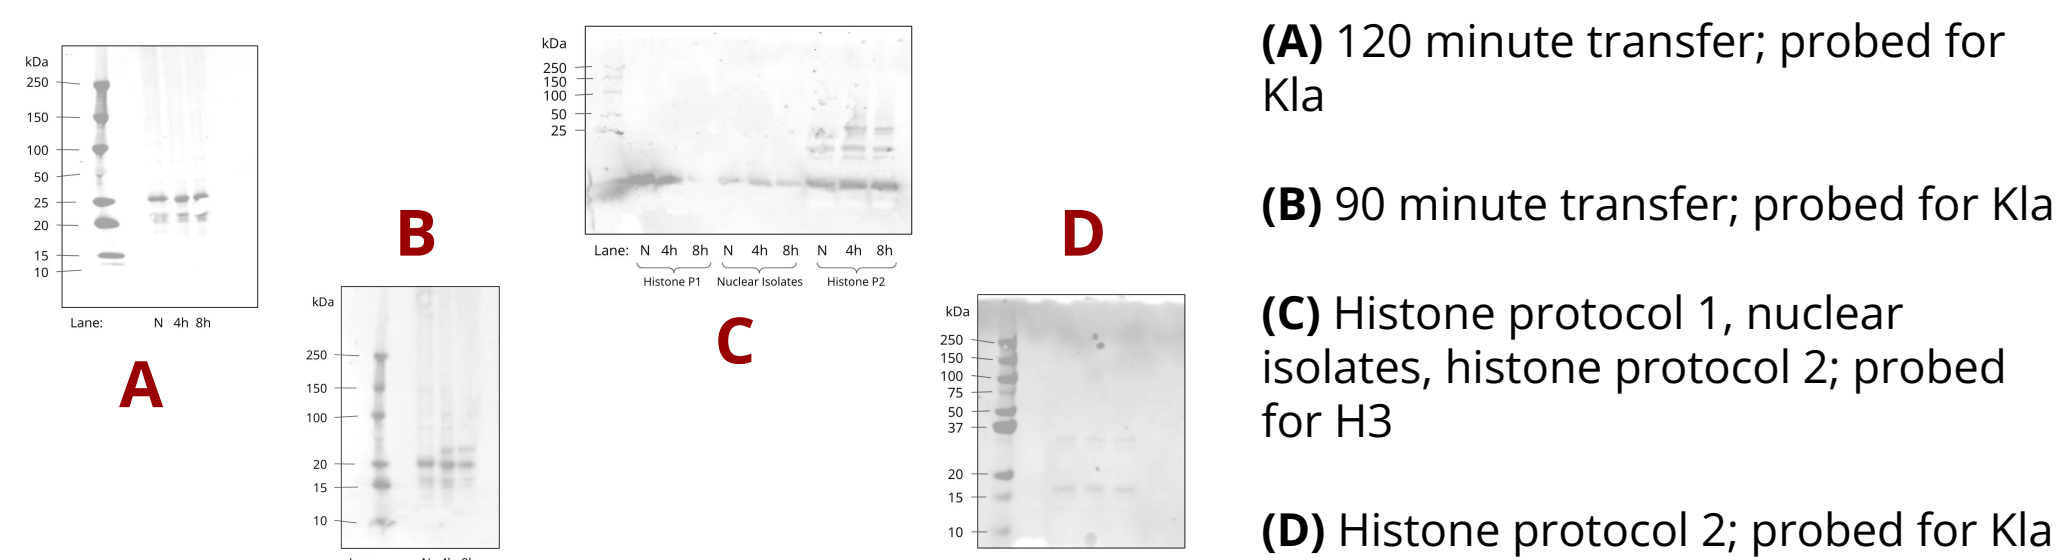 kDa
250
150
100
50
25
20
15
10
Lane: N 4h 8h
A
B
kDa
250
150
100
20
15
10
kDa
250
150
100
50
25
Lane: N 4h 8h N 4h 8h N 4h 8h
Histone P1 Nuclear Isolates Histone P2
C
D
kDa
250
150
100
75
50
37
20
15
10
(A) 120 minute transfer; probed for
Kla
(B) 90 minute transfer; probed for Kla
(C) Histone protocol 1, nuclear
isolates, histone protocol 2; probed
for H3
(D) Histone protocol 2; probed for Kla